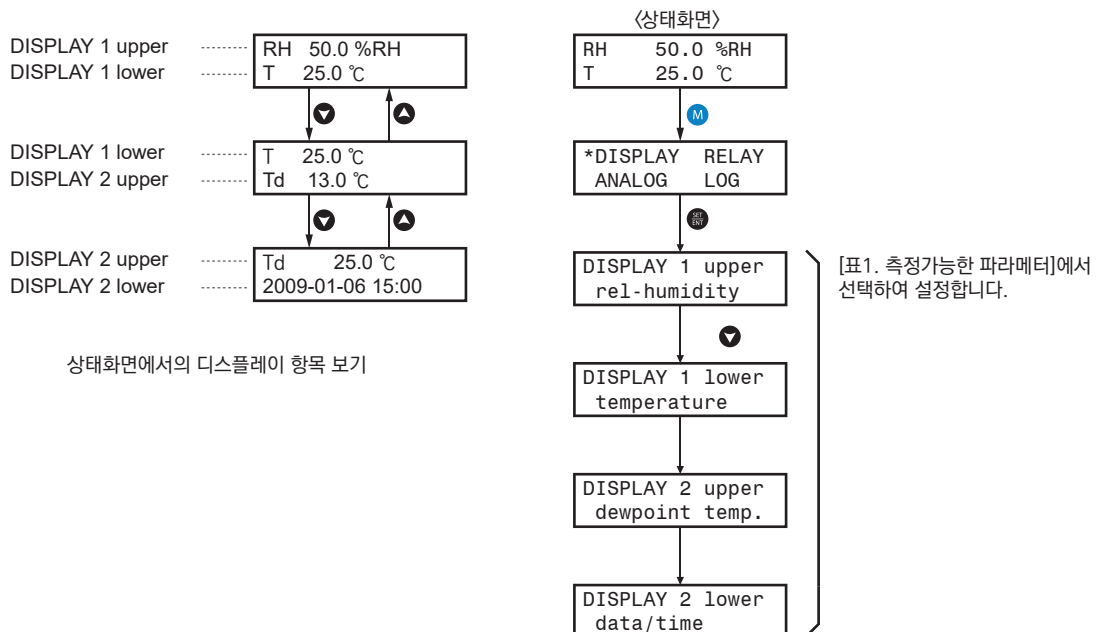 DISPLAY 1 upper
DISPLAY 1 lower
RH 50.0 %RH
T 25.0 ℃
DISPLAY 1 lower
DISPLAY 2 upper
T 25.0 ℃
Td 13.0 ℃
DISPLAY 2 upper
DISPLAY 2 lower
Td 25.0 ℃
2009-01-06 15:00
상태화면에서의 디스플레이 항목 보기
〈상태화면〉
RH 50.0 %RH
T 25.0 ℃
M
*DISPLAY RELAY
ANALOG LOG
SET
ENT
DISPLAY 1 upper
rel-humidity
DISPLAY 1 lower
temperature
DISPLAY 2 upper
dewpoint temp.
DISPLAY 2 lower
data/time
[표1. 측정가능한 파라메터]에서
선택하여 설정합니다.